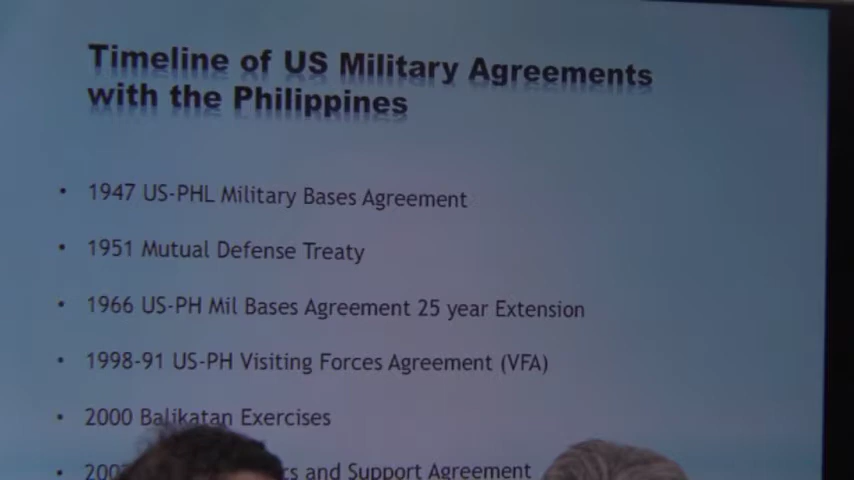 Timeline of US Military Agreements
with the Philippines
• 1947 US-PHL Military Bases Agreement
• 1951 Mutual Defense Treaty
• 1966 US-PH Mil Bases Agreement 25 year Extension
• 1998-91 US-PH Visiting Forces Agreement (VFA)
• 2000 Balikatan Exercises
• and Support Agreement